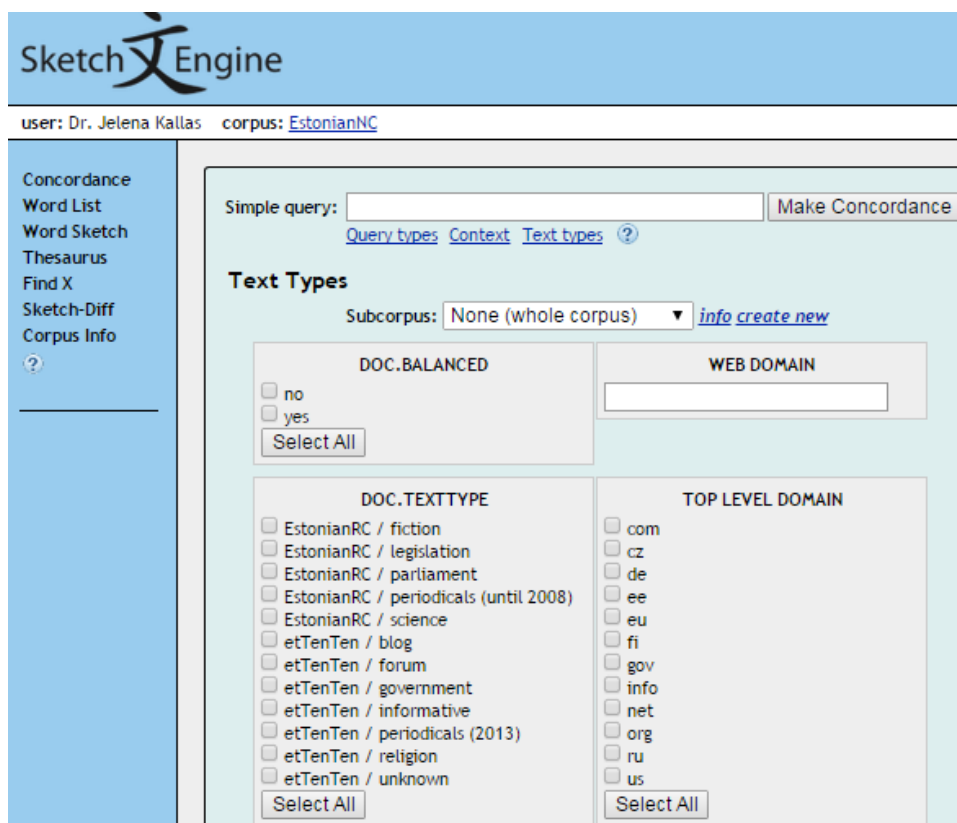 Sketch文Engine
user: Dr. Jelena Kallas corpus: EstonianNC
Concordance
Word List
Word Sketch
Thesaurus
Find X
Sketch-Diff
Corpus Info
?
Simple query: Make Concordance
Query types Context Text types ?
Text Types
Subcorpus: None (whole corpus) ▼ info create new
DOC.BALANCED
no
yes
Select All
WEB DOMAIN
DOC.TEXTTYPE
EstonianRC / fiction
EstonianRC / legislation
EstonianRC / parliament
EstonianRC / periodicals (until 2008)
EstonianRC / science
etTenTen / blog
etTenTen / forum
etTenTen / government
etTenTen / informative
etTenTen / periodicals (2013)
etTenTen / religion
etTenTen / unknown
Select All
TOP LEVEL DOMAIN
com
cz
de
ee
eu
fi
gov
info
net
org
ru
us
Select All